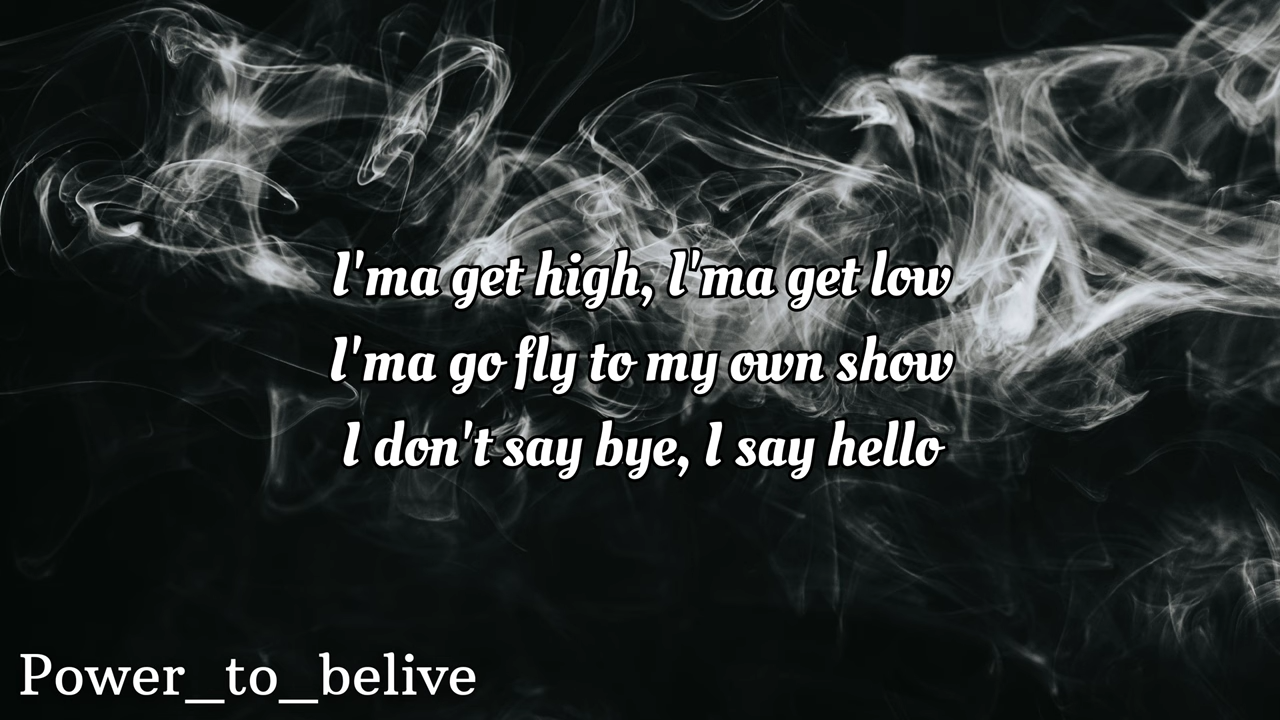 I'ma get high, I'ma get low
I'ma go fly to my own show
I don't say bye, I say hello
Power_to_belive